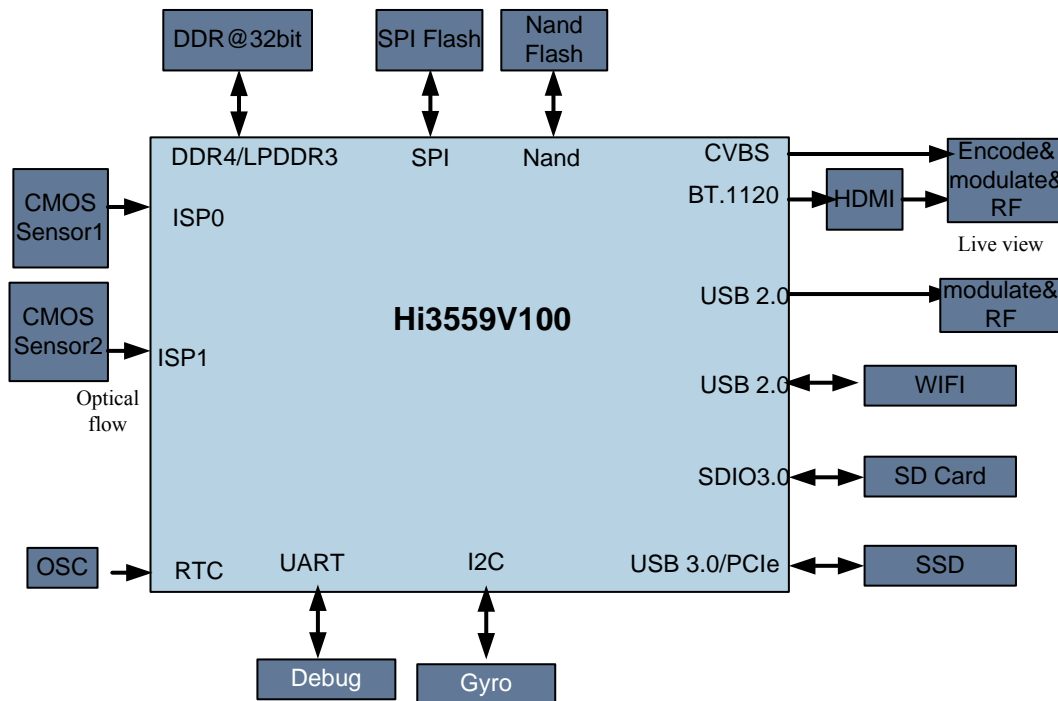 DDR@32bit
SPI Flash
Nand
Flash
DDR4/LPDDR3
SPI
Nand
CVBS
BT.1120
HDMI
Encode&
modulate&
RF
Live view
CMOS
Sensor1
ISP0
CMOS
Sensor2
ISP1
Optical
flow
Hi3559V100
USB 2.0
modulate&
RF
USB 2.0
WIFI
SDIO3.0
SD Card
USB 3.0/PCIe
SSD
OSC
RTC
UART
I2C
Debug
Gyro